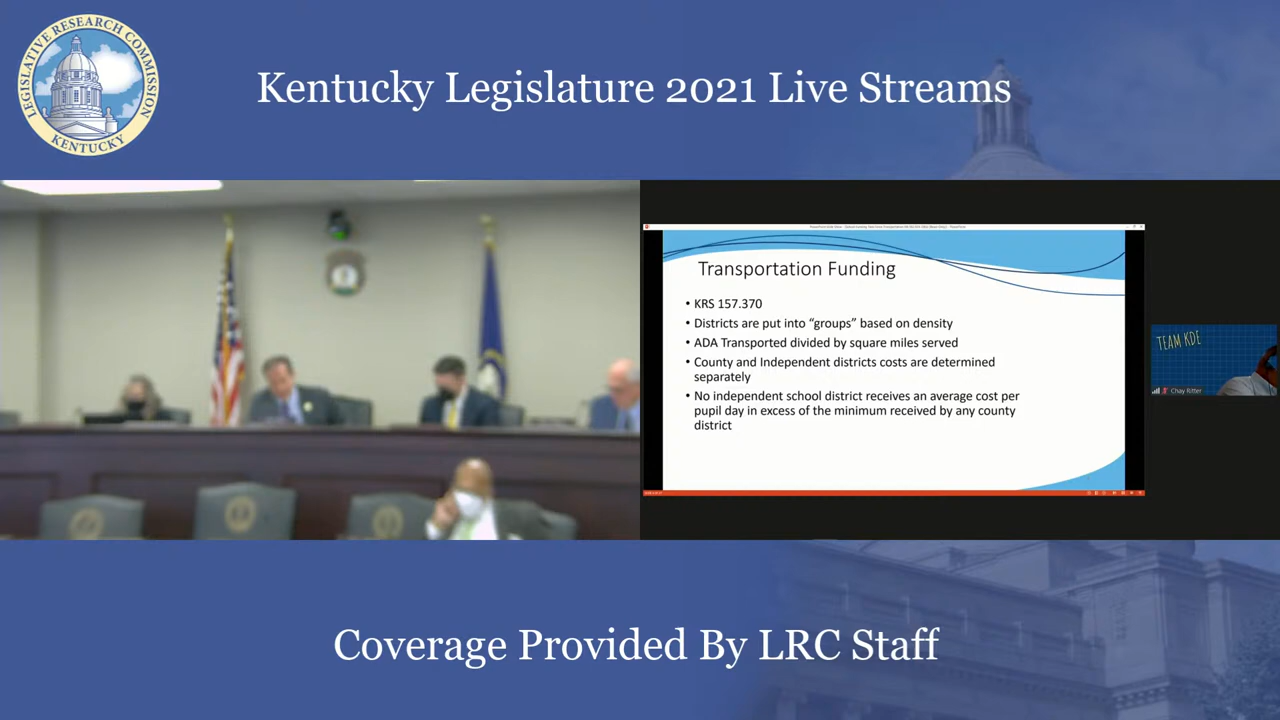 LEGISLATIVE RESEARCH COMMISSION
KENTUCKY
Kentucky Legislature 2021 Live Streams
Transportation Funding
• KRS 157.370
• Districts are put into “groups” based on density
• ADA Transported divided by square miles served
• County and Independent districts costs are determined
separately
• No independent school district receives an average cost per
pupil day in excess of the minimum received by any county
district
TEAM KDE
Chay Ritter
Coverage Provided By LRC Staff